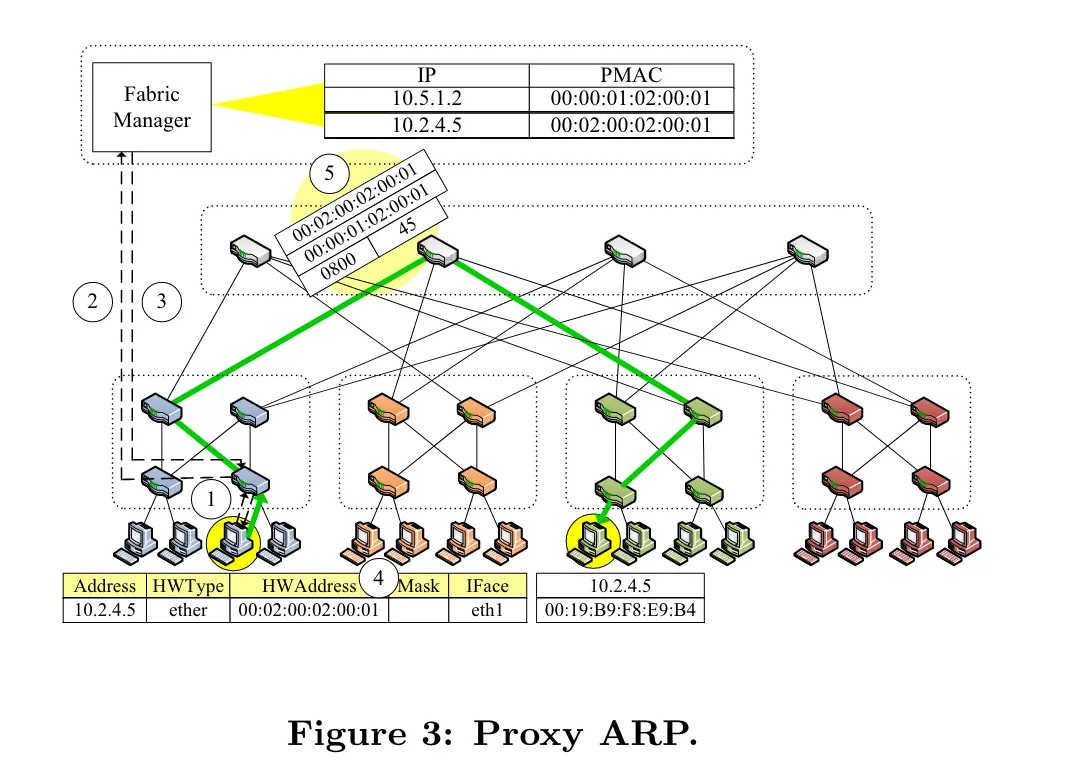 Fabric
Manager
IP PMAC
10.5.1.2 00:00:01:02:00:01
10.2.4.5 00:02:00:02:00:01
5
00:02:00:02:00:01
00:00:01:02:00:01
0800 45
2 3
1
4
Address HWType HWAddress Mask IFace
10.2.4.5 ether 00:02:00:02:00:01 eth1
10.2.4.5
00:19:B9:F8:E9:B4
Figure 3: Proxy ARP.